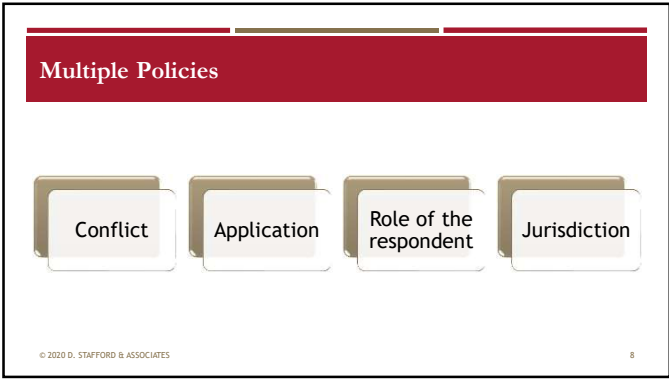 Multiple Policies
Conflict
Application
Role of the
respondent
Jurisdiction
© 2020 D. STAFFORD & ASSOCIATES
8